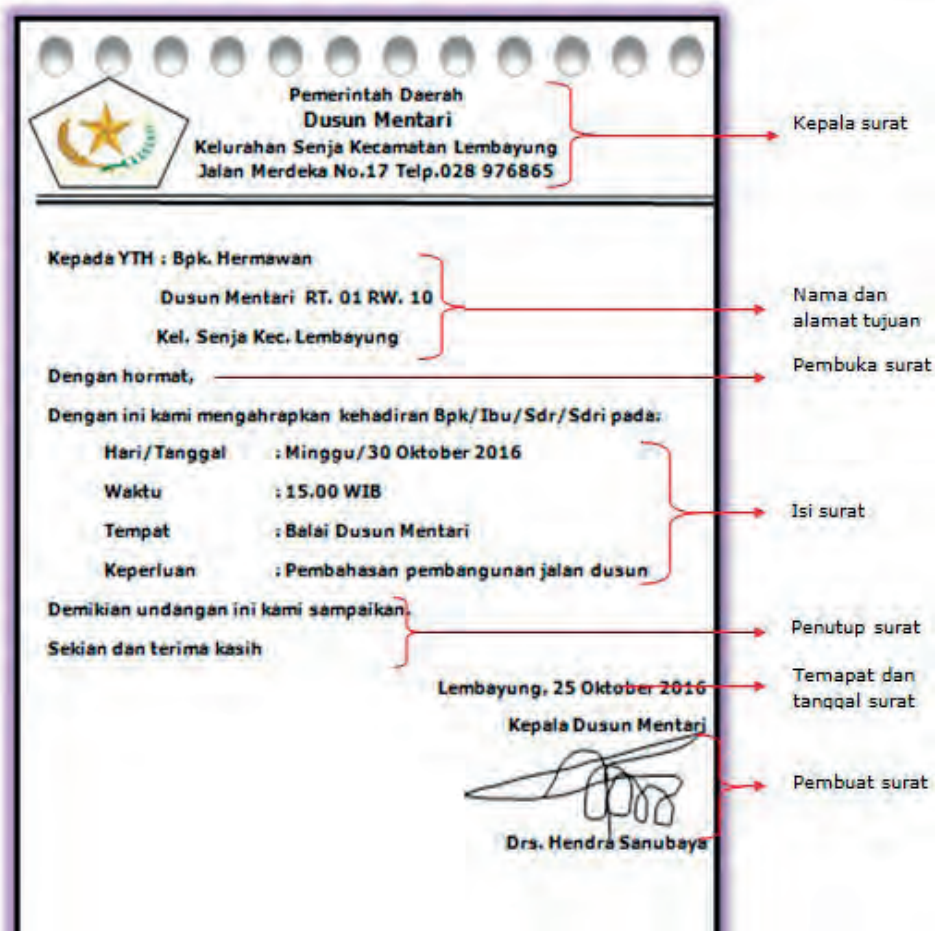 Pemerintah Daerah
Dusun Mentari
Kelurahan Senja Kecamatan Lembayung
Jalan Merdeka No.17 Telp.028 976865
Kepala surat
Kepada YTH : Bpk. Hermawan
Dusun Mentari RT. 01 RW. 10
Kel. Senja Kec. Lembayung
Nama dan
alamat tujuan
Dengan hormat,
Pembuka surat
Dengan ini kami mengahrapkan kehadiran Bpk/Ibu/Sdr/Sdri pada:
Hari/Tanggal : Minggu/30 Oktober 2016
Waktu : 15.00 WIB
Tempat : Balai Dusun Mentari
Keperluan : Pembahasan pembangunan jalan dusun
Isi surat
Demikian undangan ini kami sampaikan.
Sekian dan terima kasih
Penutup surat
Lembayung, 25 Oktober 2016
Temapat dan
tanggal surat
Kepala Dusun Mentari
Drs. Hendra Sanubaya
Pembuat surat